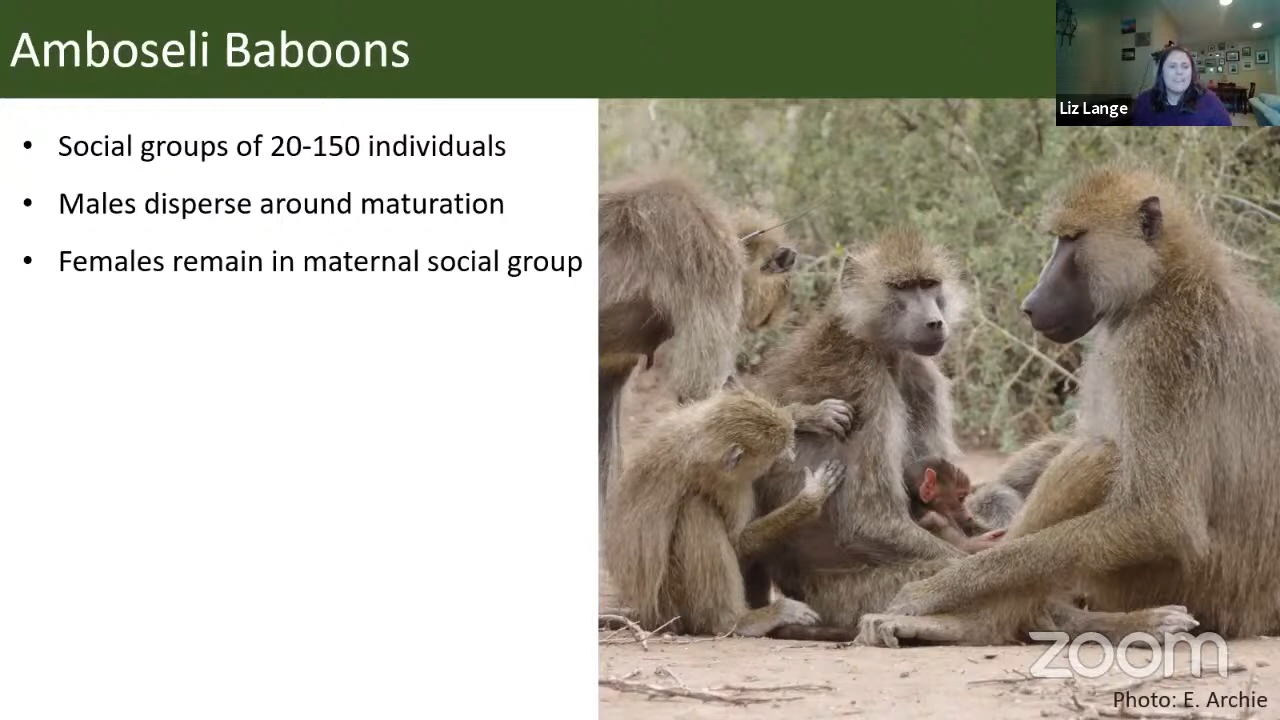 Amboseli Baboons
Liz Lange
• Social groups of 20-150 individuals
• Males disperse around maturation
• Females remain in maternal social group
zoom
Photo: E. Archie